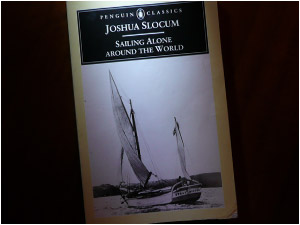 PENGUIN CLASSICS
JOSHUA SLOCUM
SAILING ALONE
AROUND THE WORLD